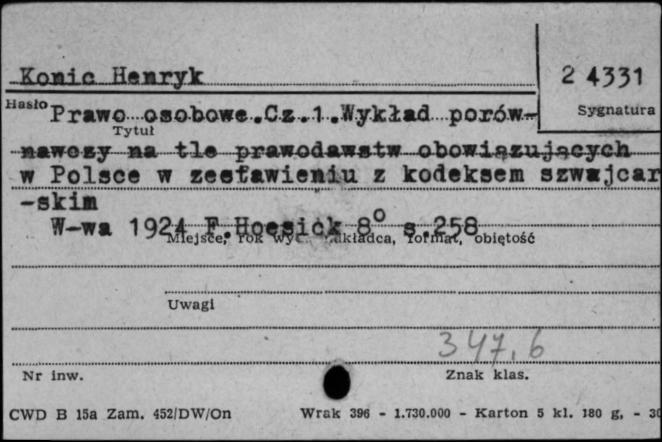 Konic Henryk
2 4331
Hasło
Sygnatura
Prawo osobowe.Cz.1.Wykład porów-
Tytuł
nawczy na tle prawodawstw obowiązujących
w Polsce w zestawieniu z kodeksem szwajcar
-skim
W-wa 1924 F.Hoesick 8° s.258
Miejsce, rok wyd. nakładca, format, objętość
Uwagi
347.6
Nr inw.
Znak klas.
CWD B 15a Zam. 452/DW/On Wrak 396 - 1.730.000 - Karton 5 kl. 180 g, - 30